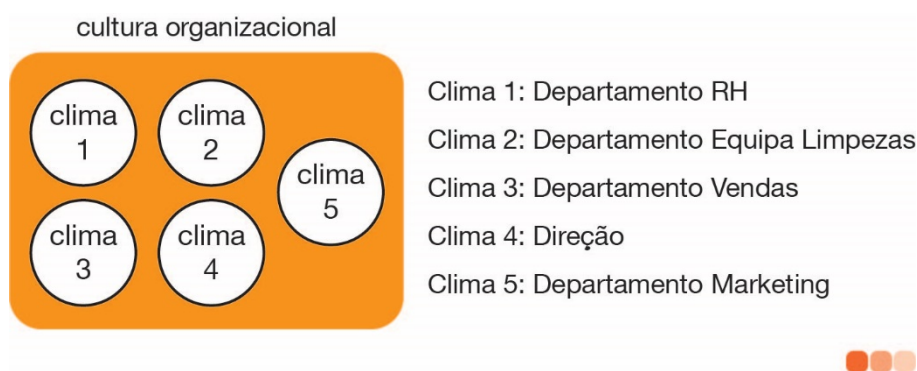 cultura organizacional
clima
1
clima
2
clima
3
clima
4
clima
5
Clima 1: Departamento RH
Clima 2: Departamento Equipa Limpezas
Clima 3: Departamento Vendas
Clima 4: Direção
Clima 5: Departamento Marketing